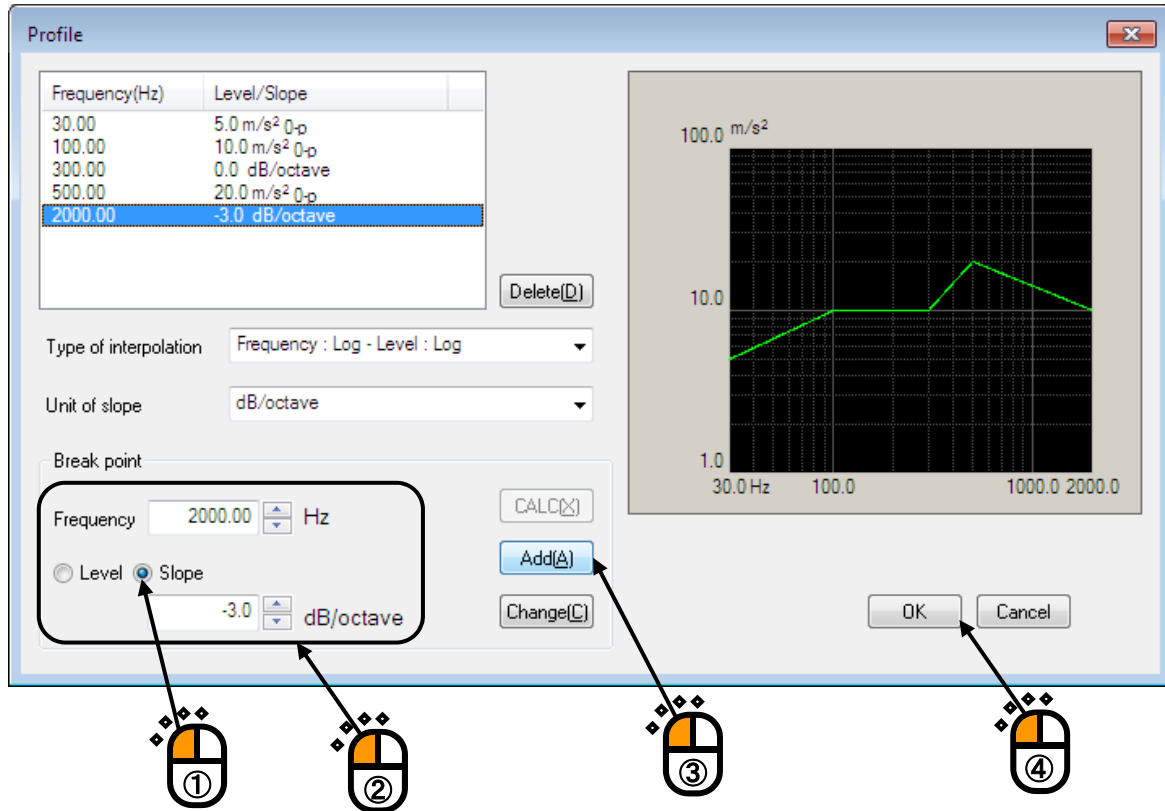 Profile
Frequency(Hz) Level/Slope
30.00 5.0 m/s² 0-p
100.00 10.0 m/s² 0-p
300.00 0.0 dB/octave
500.00 20.0 m/s² 0-p
2000.00 -3.0 dB/octave
Delete(D)
Type of interpolation Frequency : Log - Level : Log
Unit of slope dB/octave
Break point
Frequency 2000.00 Hz
Level Slope
-3.0 dB/octave
CALC(X)
Add(A)
Change(C)
100.0 m/s²
10.0
1.0
30.0 Hz 100.0 1000.0 2000.0
OK Cancel
① ② ③ ④